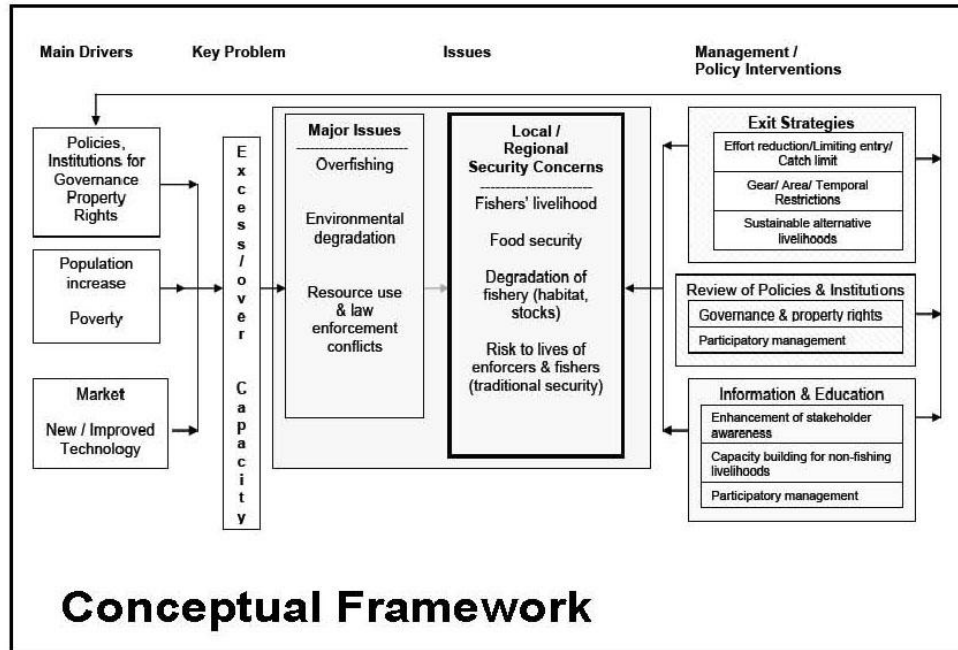 Main Drivers
Key Problem
Issues
Management /
Policy Interventions
Policies,
Institutions for
Governance
Property
Rights
Population
increase
Poverty
Market
New / Improved
Technology
Excess/over Capacity
Major Issues
Overfishing
Environmental
degradation
Resource use
& law
enforcement
conflicts
Local /
Regional
Security Concerns
Fishers' livelihood
Food security
Degradation of
fishery (habitat,
stocks)
Risk to lives of
enforcers & fishers
(traditional security)
Exit Strategies
Effort reduction/Limiting entry/
Catch limit
Gear/ Area/ Temporal
Restrictions
Sustainable alternative
livelihoods
Review of Policies & Institutions
Governance & property rights
Participatory management
Information & Education
Enhancement of stakeholder
awareness
Capacity building for non-fishing
livelihoods
Participatory management
Conceptual Framework